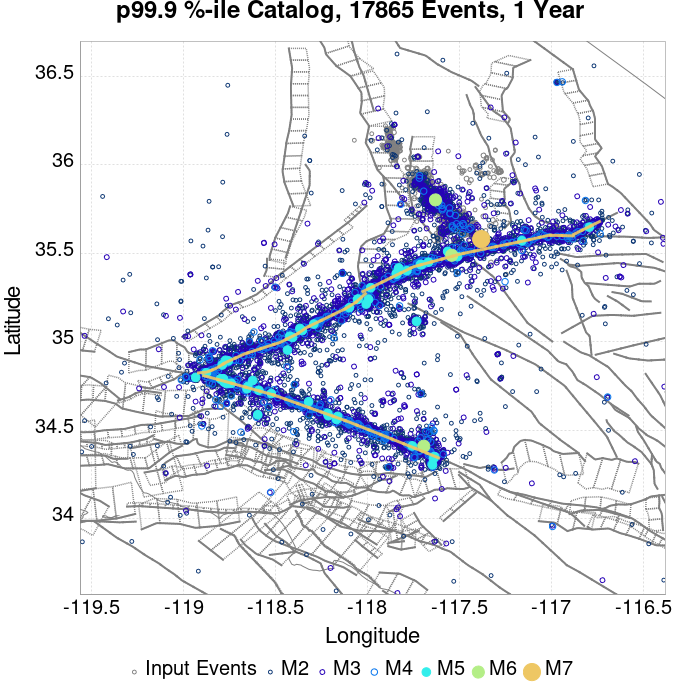 p99.9 %-ile Catalog, 17865 Events, 1 Year
36.5
36
35.5
35
34.5
34
Latitude
-119.5 -119 -118.5 -118 -117.5 -117 -116.5
Longitude
Input Events M2 M3 M4 M5 M6 M7